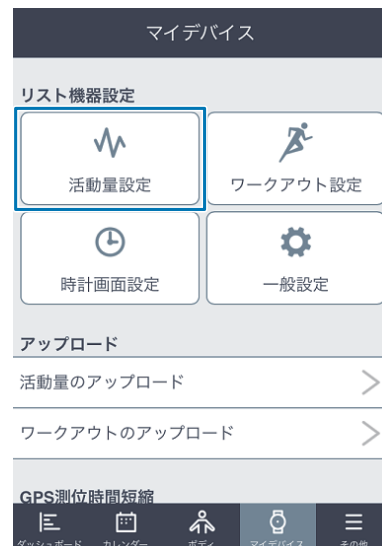 マイデバイス
リスト機器設定
活動量設定
ワークアウト設定
時計画面設定
一般設定
アップロード
活動量のアップロード
ワークアウトのアップロード
GPS測位時間短縮
ダッシュボード
カレンダー
ボディ
マイデバイス
その他